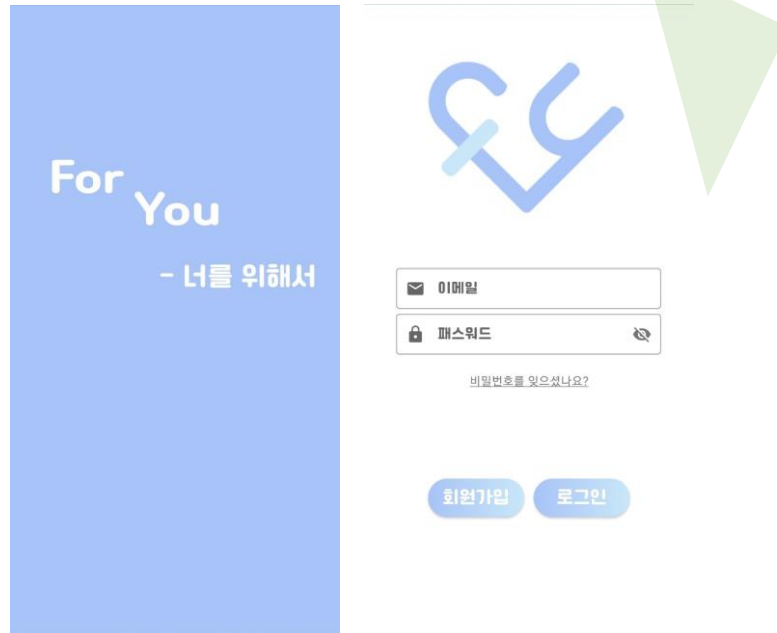 For
You
- 너를 위해서
이메일
패스워드
비밀번호를 잊으셨나요?
회원가입
로그인